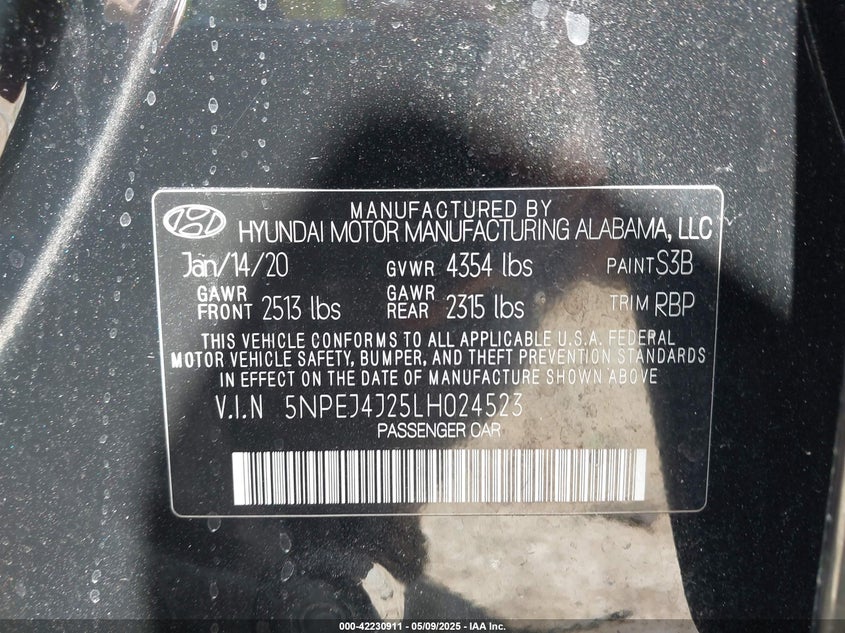 MANUFACTURED BY
HYUNDAI MOTOR MANUFACTURING ALABAMA, LLC
Jan/14/20 GVWR 4354 lbs PAINT S3B
GAWR FRONT 2513 lbs GAWR REAR 2315 lbs TRIM RBP
THIS VEHICLE CONFORMS TO ALL APPLICABLE U.S.A. FEDERAL
MOTOR VEHICLE SAFETY, BUMPER, AND THEFT PREVENTION STANDARDS
IN EFFECT ON THE DATE OF MANUFACTURE SHOWN ABOVE
V.I.N 5NPEJ4J25LH024523
PASSENGER CAR
000-42230911 - 05/09/2025 - IAA Inc.